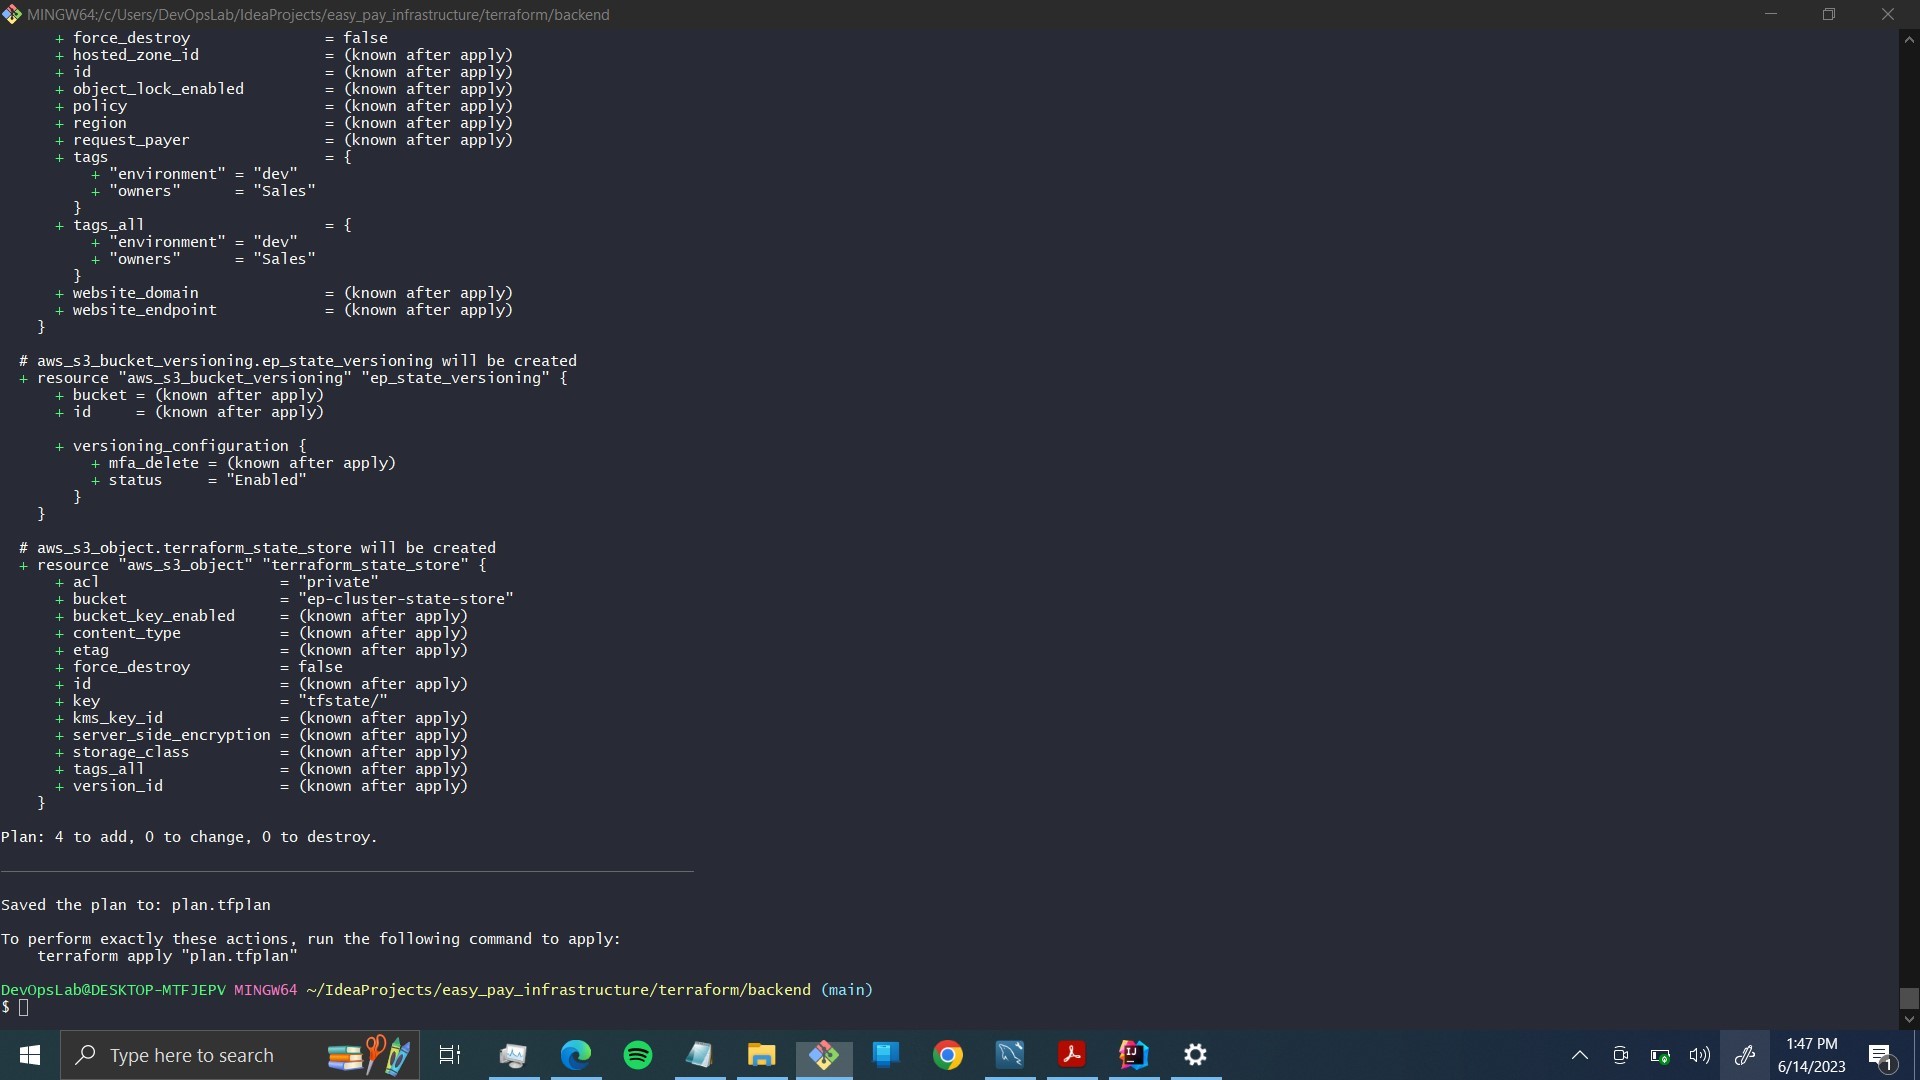 MINGW64:/c/Users/DevOpsLab/IdeaProjects/easy_pay_infrastructure/terraform/backend
      + force_destroy               = false
      + hosted_zone_id              = (known after apply)
      + id                          = (known after apply)
      + object_lock_enabled         = (known after apply)
      + policy                      = (known after apply)
      + region                      = (known after apply)
      + request_payer               = (known after apply)
      + tags                        = {
          + "environment" = "dev"
          + "owners"      = "Sales"
        }
      + tags_all                    = {
          + "environment" = "dev"
          + "owners"      = "Sales"
        }
      + website_domain              = (known after apply)
      + website_endpoint            = (known after apply)
    }
  # aws_s3_bucket_versioning.ep_state_versioning will be created
  + resource "aws_s3_bucket_versioning" "ep_state_versioning" {
      + bucket = (known after apply)
      + id     = (known after apply)
      + versioning_configuration {
          + mfa_delete = (known after apply)
          + status     = "Enabled"
        }
    }
  # aws_s3_object.terraform_state_store will be created
  + resource "aws_s3_object" "terraform_state_store" {
      + acl                    = "private"
      + bucket                 = "ep-cluster-state-store"
      + bucket_key_enabled     = (known after apply)
      + content_type           = (known after apply)
      + etag                   = (known after apply)
      + force_destroy          = false
      + id                     = (known after apply)
      + key                    = "tfstate/"
      + kms_key_id             = (known after apply)
      + server_side_encryption = (known after apply)
      + storage_class          = (known after apply)
      + tags_all               = (known after apply)
      + version_id             = (known after apply)
    }
Plan: 4 to add, 0 to change, 0 to destroy.
Saved the plan to: plan.tfplan
To perform exactly these actions, run the following command to apply:
    terraform apply "plan.tfplan"
DevOpsLab@DESKTOP-MTFJEPV MINGW64 ~/IdeaProjects/easy_pay_infrastructure/terraform/backend (main)
$
Type here to search
IJ
1:47 PM
6/14/2023
1